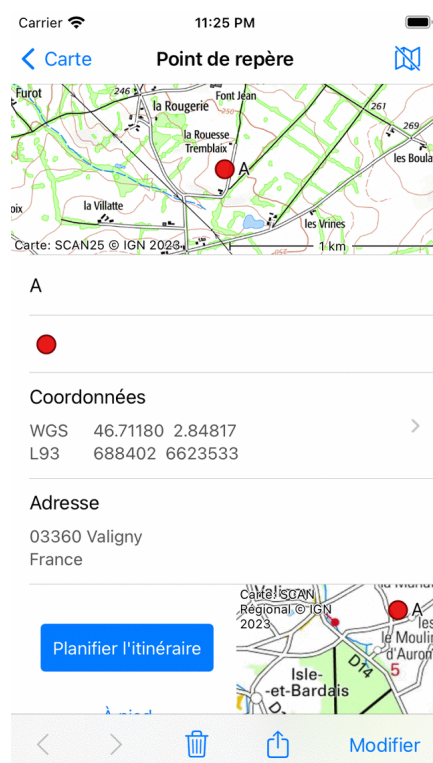 Carrier 11:25 PM
Carte Point de repère
Furot
246
la Rougerie
Font Jean
250
261
269
la Rouesse
Tremblaix
A
les Boula
oix
la Villatte
les Vrines
Carte: SCAN25 © IGN 2023
1 km
A
Coordonnées
WGS 46.71180 2.84817
L93 688402 6623533
Adresse
03360 Valigny
France
Carte: SCAN
Régional © IGN
2023
A
les
le Moulin
d'Auron
D14
5
Isle-
-et-Bardais
Planifier l'itinéraire
À pied
Modifier